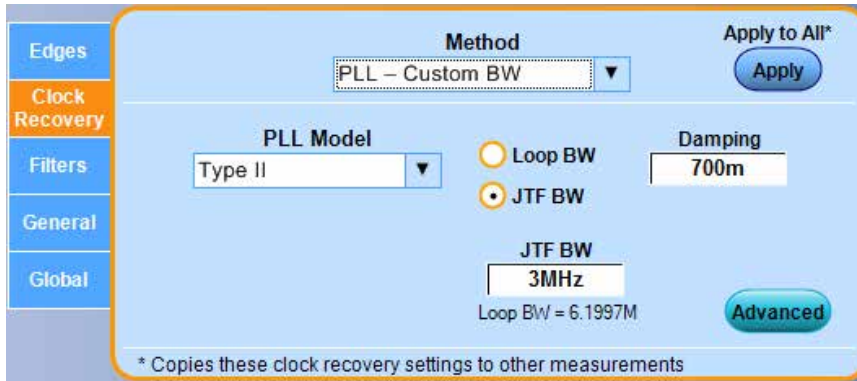 Edges
Clock
Recovery
Filters
General
Global
Method
PLL – Custom BW
Apply to All*
Apply
PLL Model
Type II
Loop BW
JTF BW
Damping
700m
JTF BW
3MHz
Loop BW = 6.1997M
Advanced
* Copies these clock recovery settings to other measurements